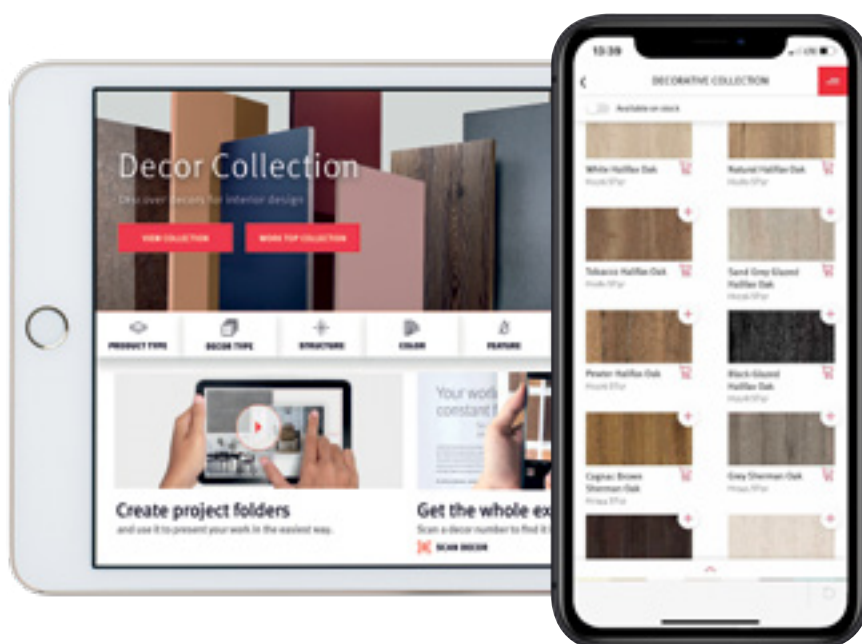 Decor Collection
Discover decors for interior design
VIEW COLLECTION
WORK TOP COLLECTION
PRODUCT TYPE
DECOR TYPE
STRUCTURE
COLOR
FEATURE
Your
constant
Create project folders
and use it to present your work in the easiest way.
Get the whole ex
Scan a decor number to find it
SCAN DECOR
13:39
DECORATIVE COLLECTION
Available on stock
White Halifax Oak
Natural Halifax Oak
Tobacco Halifax Oak
Sand Grey Glazed
Halifax Oak
Pewter Halifax Oak
Black Glazed
Halifax Oak
Cognac Brown
Sherman Oak
Grey Sherman Oak